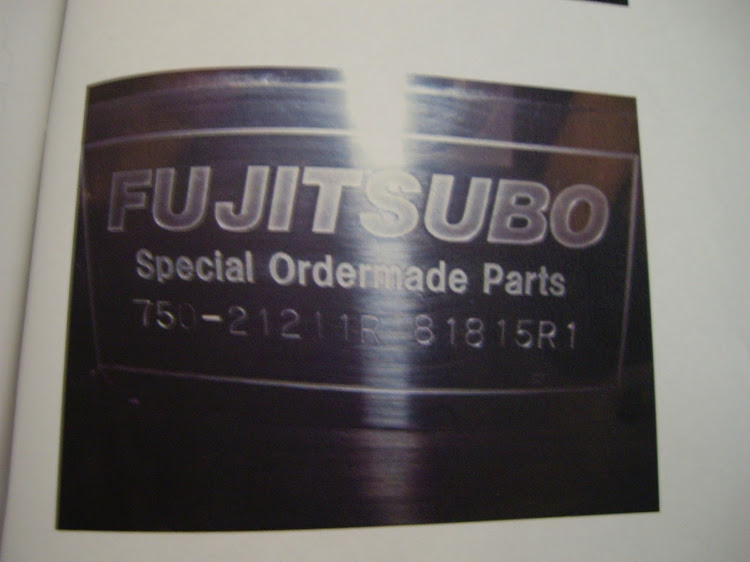 FUJITSUBO
Special Ordermade Parts
750-21211R 81815R1